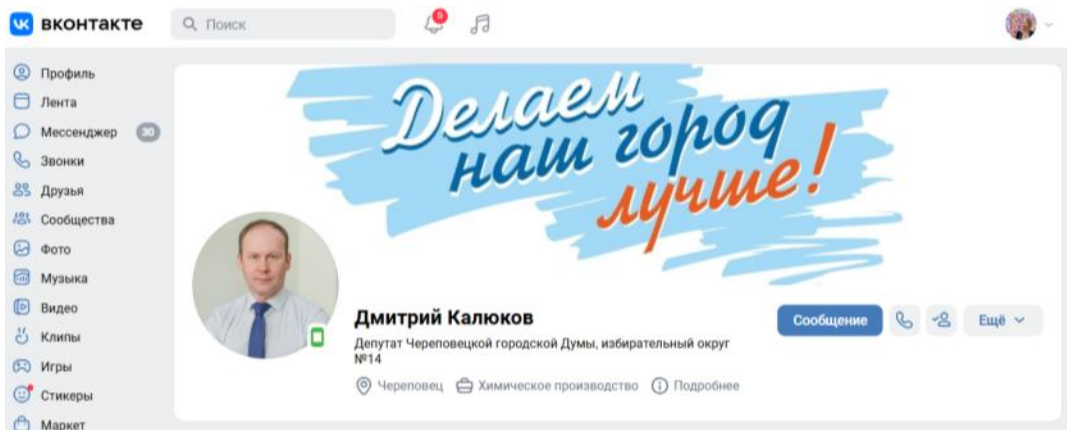 вконтакте
Поиск
5
Профиль
Лента
Мессенджер 30
Звонки
Друзья
Сообщества
Фото
Музыка
Видео
Клипы
Игры
Стикеры
Маркет
Делаем
наш город
лучше!
Дмитрий Калюков
Депутат Череповецкой городской Думы, избирательный округ
№14
Череповец Химическое производство Подробнее
Сообщение
Ещё